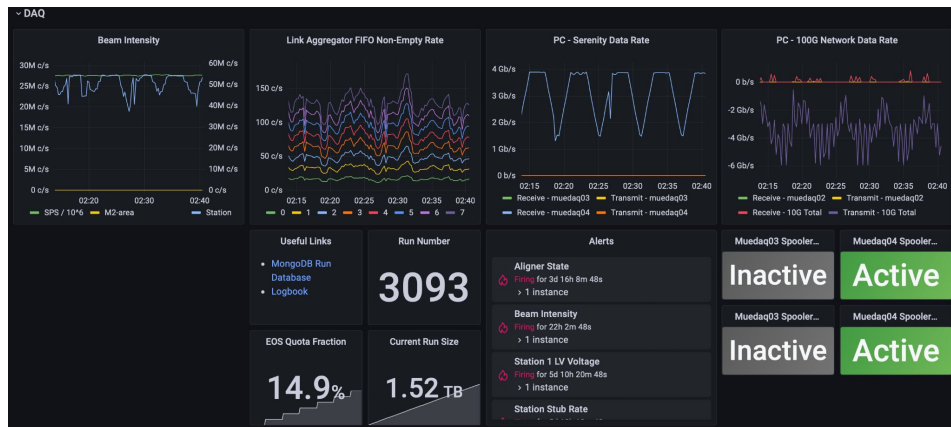 DAQ
Beam Intensity
30M c/s
25M c/s
20M c/s
15M c/s
10M c/s
5M c/s
0 c/s
60M c/s
50M c/s
40M c/s
30M c/s
20M c/s
10M c/s
0 c/s
02:20 02:30 02:40
SPS / 10^6 M2-area Station
Link Aggregator FIFO Non-Empty Rate
150 c/s
100 c/s
50 c/s
0 c/s
02:15 02:20 02:25 02:30 02:35 02:40
0 1 2 3 4 5 6 7
PC - Serenity Data Rate
4 Gb/s
3 Gb/s
2 Gb/s
1 Gb/s
0 b/s
02:15 02:20 02:25 02:30 02:35 02:40
Receive - muedaq03 Transmit - muedaq03
Receive - muedaq04 Transmit - muedaq04
PC - 100G Network Data Rate
0 b/s
-2 Gb/s
-4 Gb/s
-6 Gb/s
02:15 02:20 02:25 02:30 02:35 02:40
Receive - muedaq02 Transmit - muedaq02
Receive - 10G Total Transmit - 10G Total
Useful Links
MongoDB Run
Database
Logbook
Run Number
3093
EOS Quota Fraction
14.9%
Current Run Size
1.52 TB
Alerts
Aligner State
Firing for 3d 16h 8m 48s
> 1 instance
Beam Intensity
Firing for 22h 2m 48s
> 1 instance
Station 1 LV Voltage
Firing for 5d 10h 20m 48s
> 1 instance
Station Stub Rate
Muedaq03 Spooler...
Inactive
Muedaq04 Spooler...
Active
Muedaq03 Spooler...
Inactive
Muedaq04 Spooler...
Active